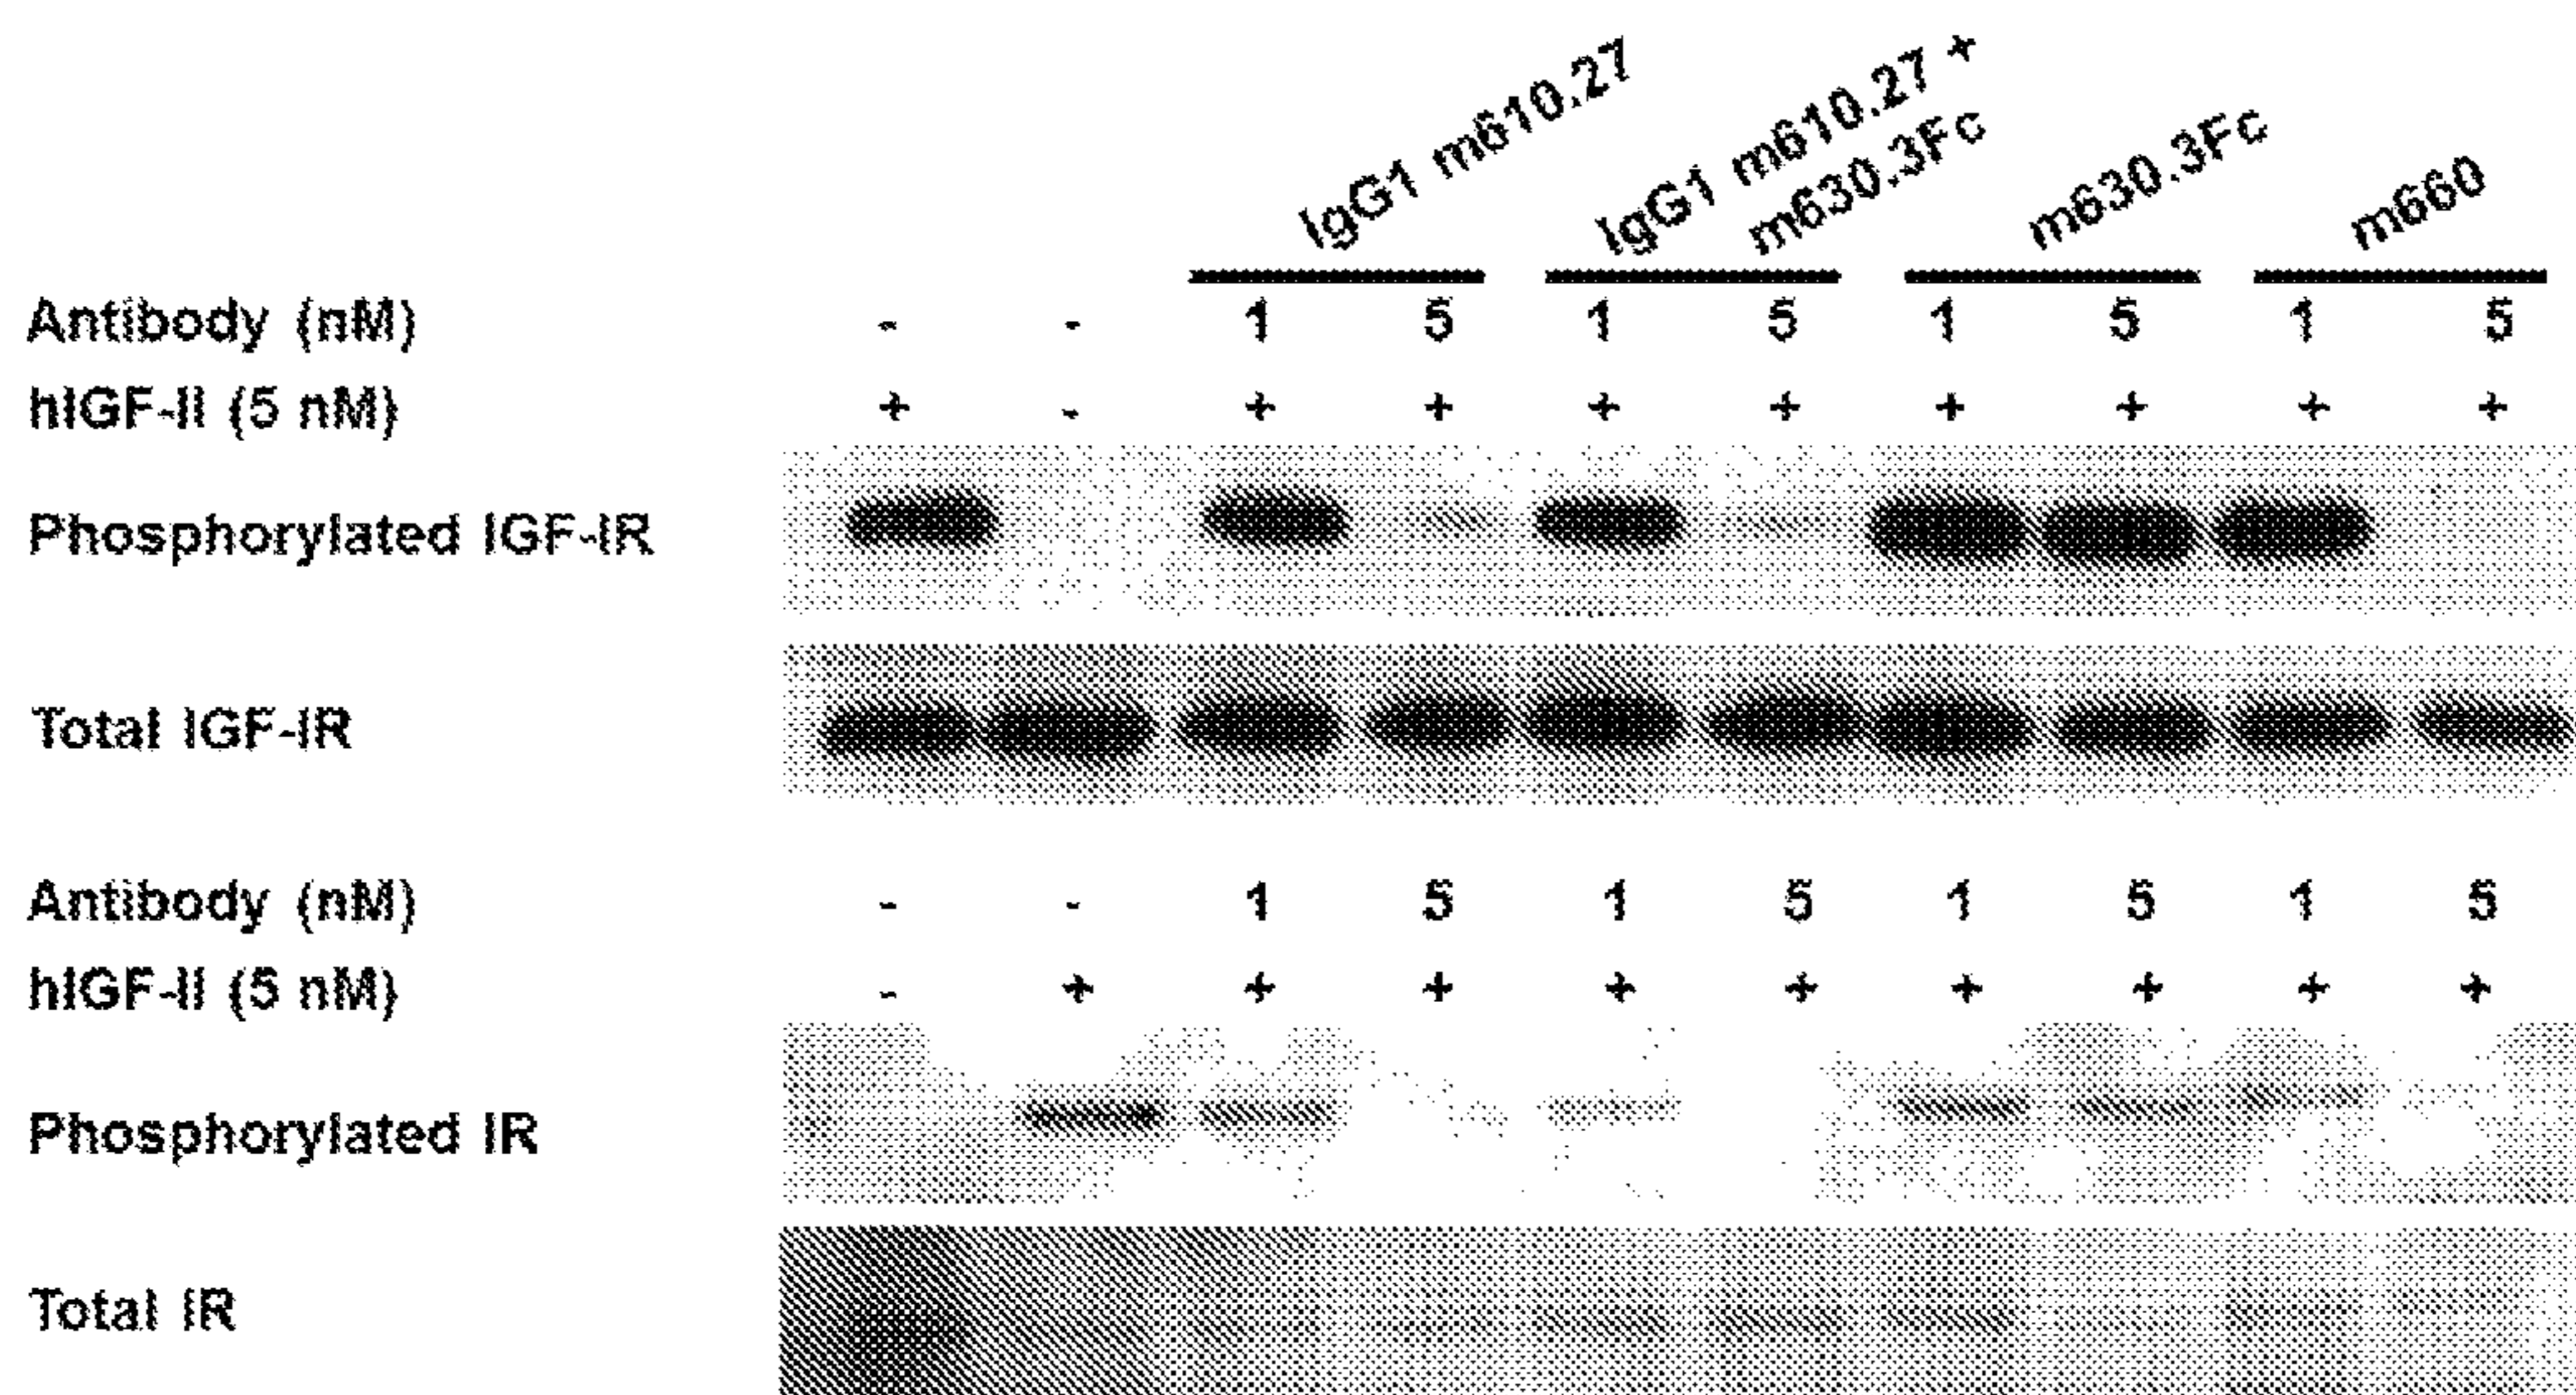 IgG1 m610.27
IgG1 m610.27 +
m630.3Fc
m630.3Fc
m660
Antibody (nM) - - 1 5 1 5 1 5 1 5
hIGF-II (5 nM) + - + + + + + + + +
Phosphorylated IGF-IR
Total IGF-IR
Antibody (nM) - - 1 5 1 5 1 5 1 5
hIGF-II (5 nM) - + + + + + + + + +
Phosphorylated IR
Total IR